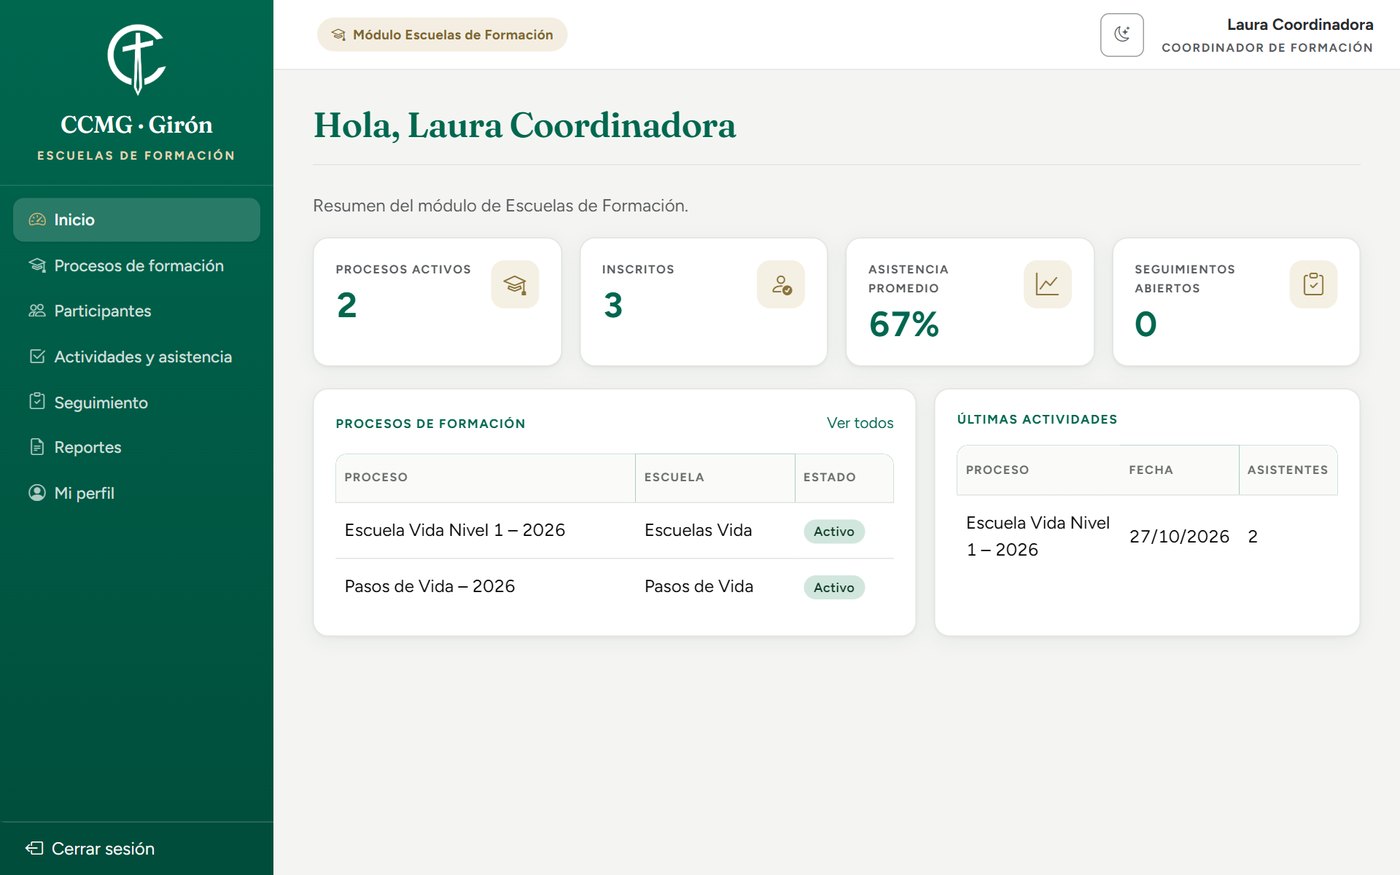 CCMG · Girón
ESCUELAS DE FORMACIÓN
Inicio
Procesos de formación
Participantes
Actividades y asistencia
Seguimiento
Reportes
Mi perfil
Cerrar sesión
Módulo Escuelas de Formación
Laura Coordinadora
COORDINADOR DE FORMACIÓN
Hola, Laura Coordinadora
Resumen del módulo de Escuelas de Formación.
PROCESOS ACTIVOS
2
INSCRITOS
3
ASISTENCIA
PROMEDIO
67%
SEGUIMIENTOS
ABIERTOS
0
PROCESOS DE FORMACIÓN
Ver todos
PROCESO ESCUELA ESTADO
Escuela Vida Nivel 1 – 2026 Escuelas Vida Activo
Pasos de Vida – 2026 Pasos de Vida Activo
ÚLTIMAS ACTIVIDADES
PROCESO FECHA ASISTENTES
Escuela Vida Nivel
1 – 2026
27/10/2026 2